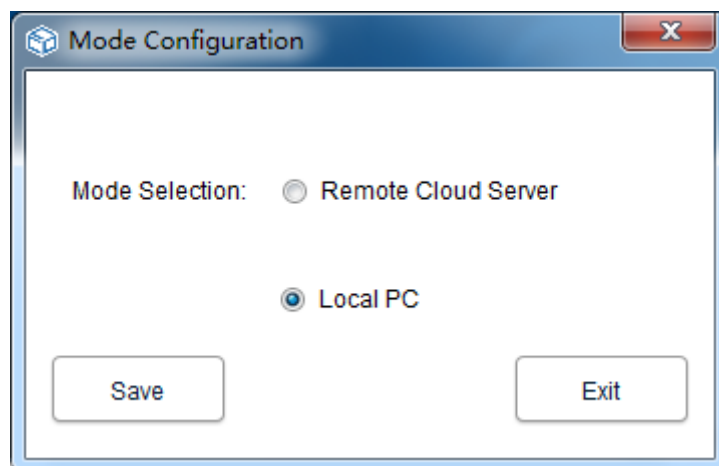 Mode Configuration
Mode Selection: Remote Cloud Server
Local PC
Save Exit